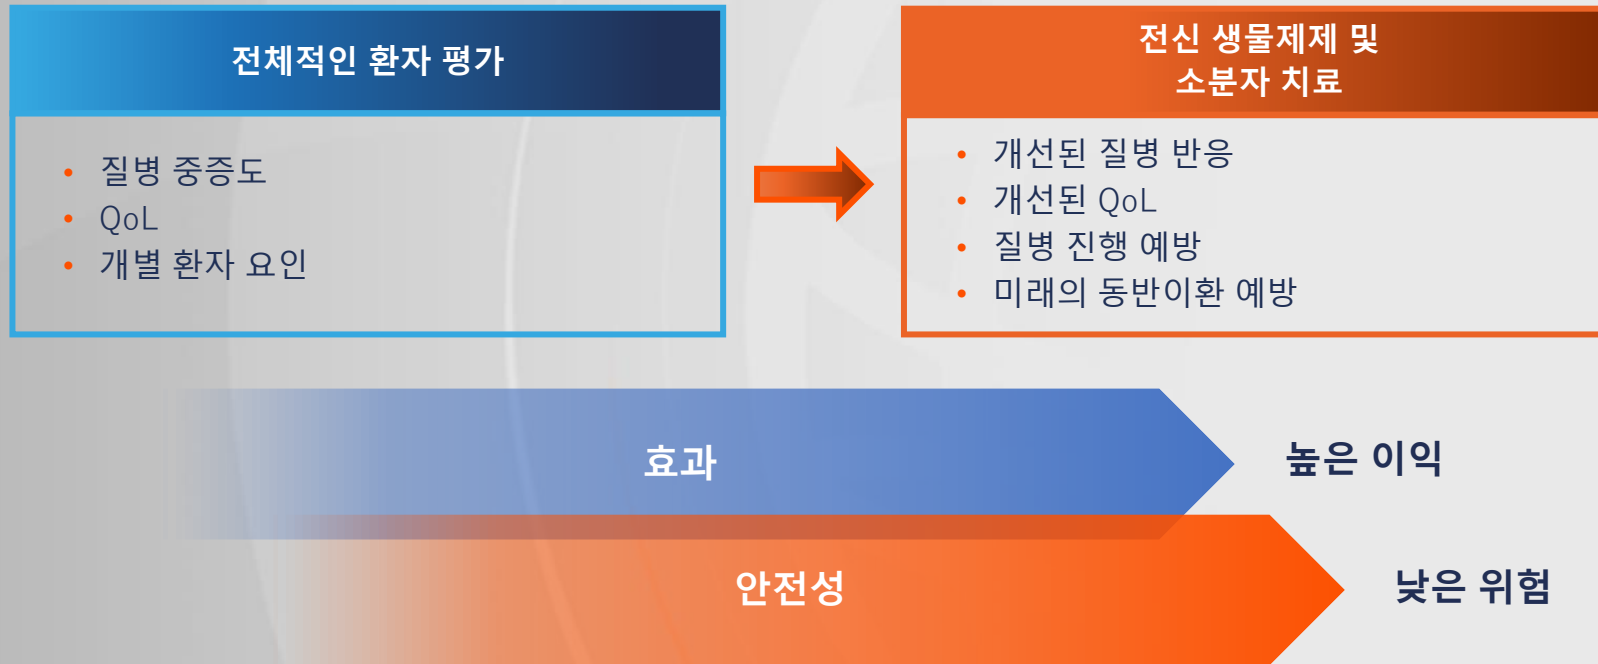 전체적인 환자 평가
• 질병 중증도
• QoL
• 개별 환자 요인
전신 생물제제 및
소분자 치료
• 개선된 질병 반응
• 개선된 QoL
• 질병 진행 예방
• 미래의 동반이환 예방
효과
높은 이익
안전성
낮은 위험